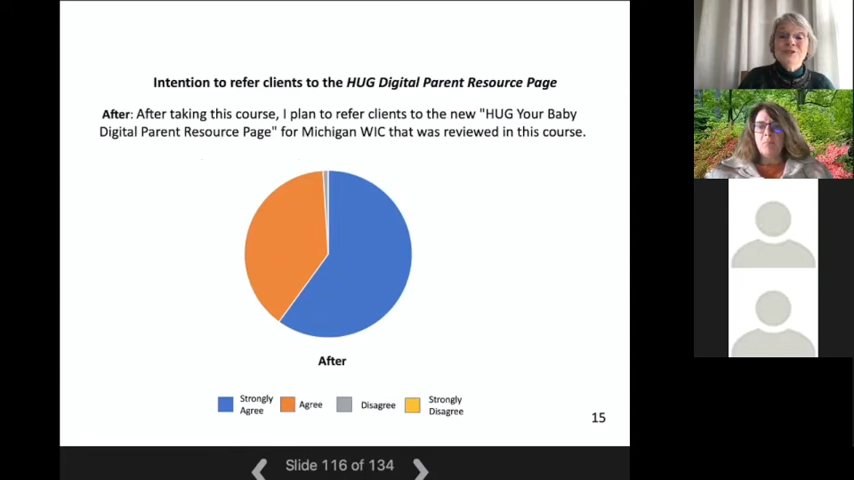 Intention to refer clients to the HUG Digital Parent Resource Page
After: After taking this course, I plan to refer clients to the new "HUG Your Baby
Digital Parent Resource Page" for Michigan WIC that was reviewed in this course.
After
Strongly
Agree
Agree
Disagree
Strongly
Disagree
15
Slide 116 of 134